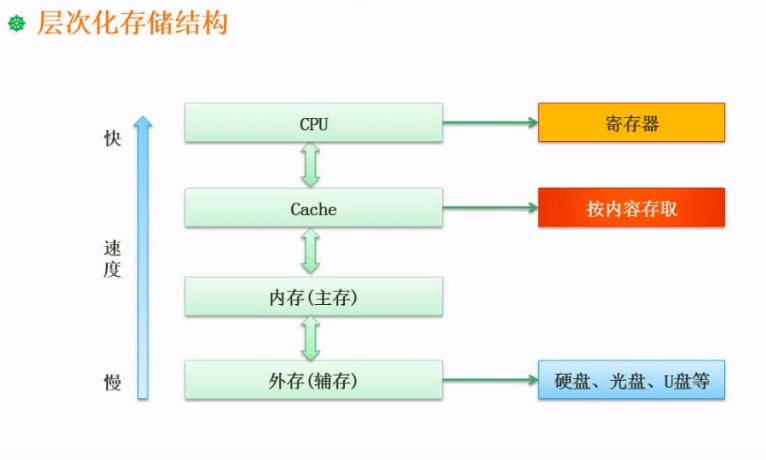 层次化存储结构
快
CPU
寄存器
Cache
按内容存取
速
度
内存(主存)
慢
外存(辅存)
硬盘、光盘、U盘等